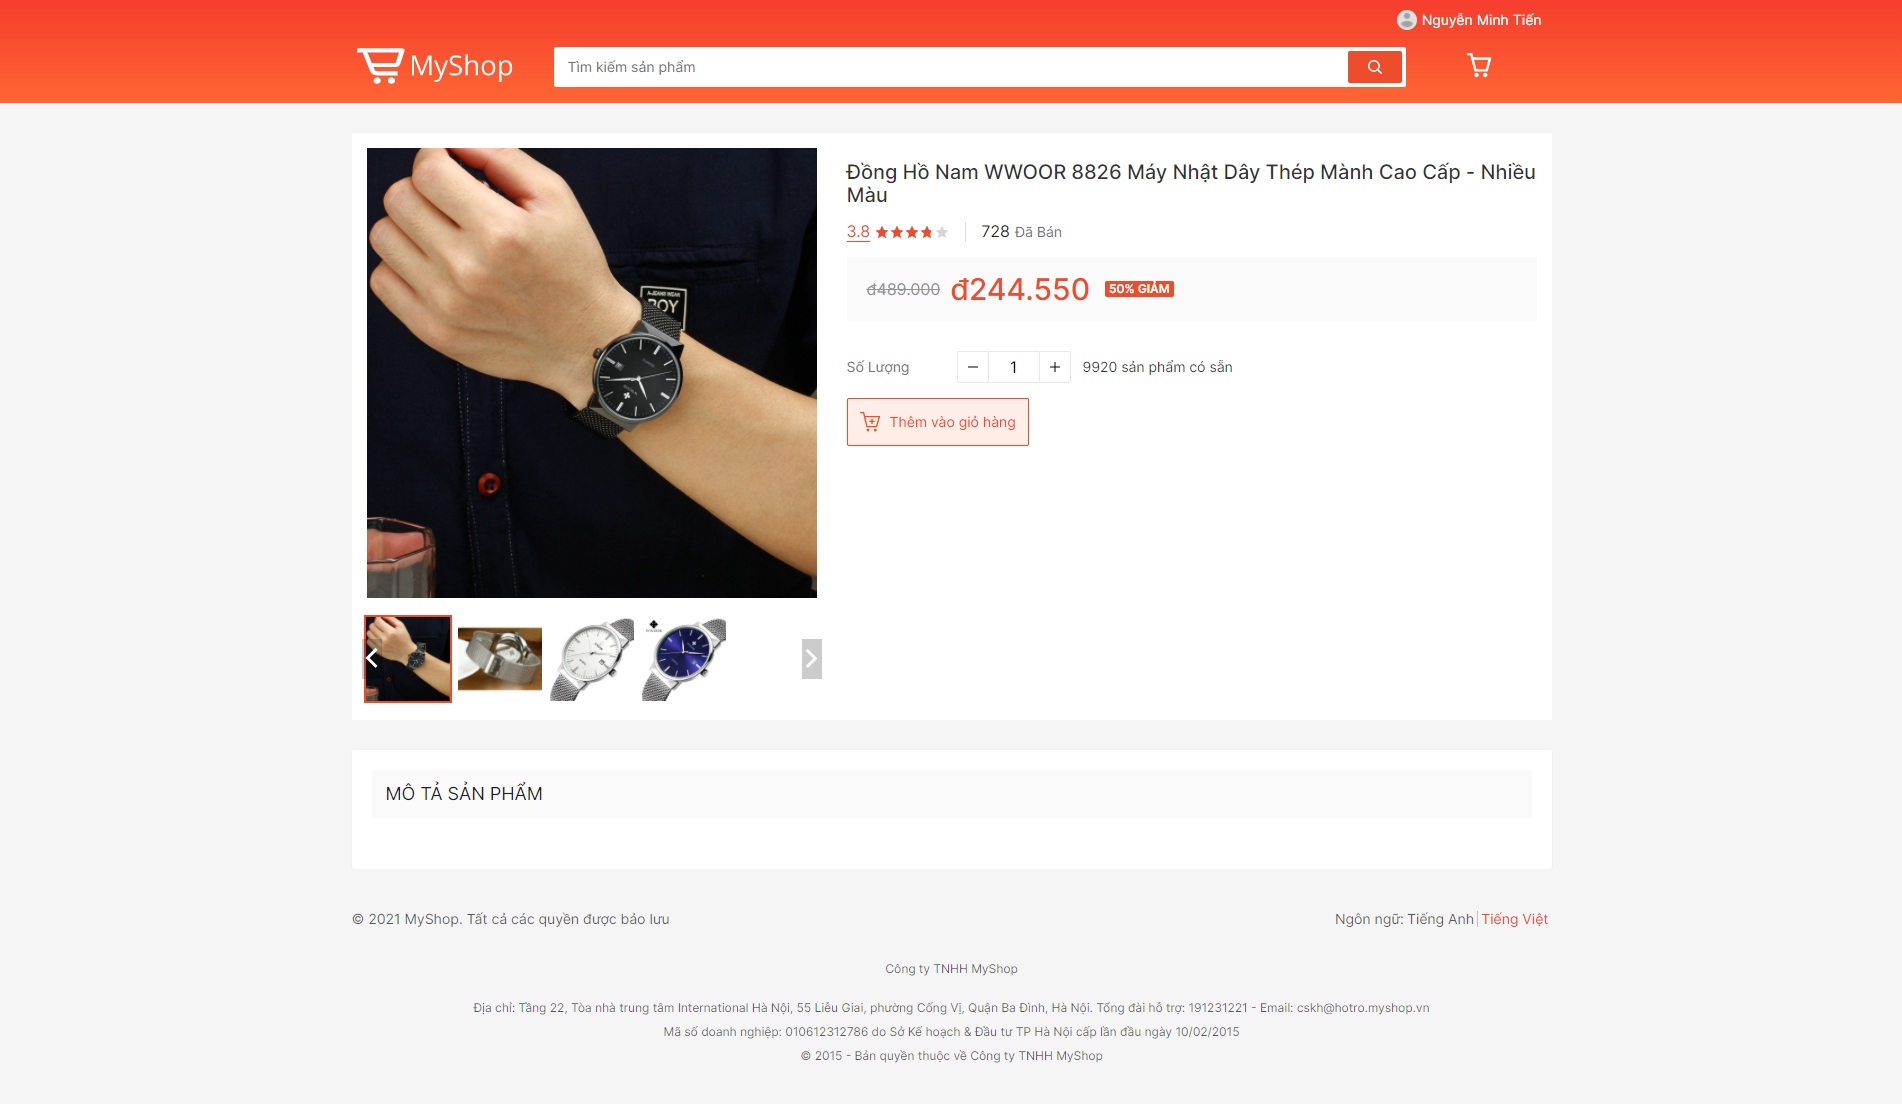 Nguyễn Minh Tiến
MyShop
Tìm kiếm sản phẩm
Đồng Hồ Nam WWOOR 8826 Máy Nhật Dây Thép Mành Cao Cấp - Nhiều
Màu
3.8
728 Đã Bán
₫489.000 ₫244.550 50% GIẢM
A-JEANS WEAR
BOY
Số Lượng
1
9920 sản phẩm có sẵn
Thêm vào giỏ hàng
MÔ TẢ SẢN PHẨM
© 2021 MyShop. Tất cả các quyền được bảo lưu
Ngôn ngữ: Tiếng Anh Tiếng Việt
Công ty TNHH MyShop
Địa chỉ: Tầng 22, Tòa nhà trung tâm International Hà Nội, 55 Liễu Giai, phường Cống Vị, Quận Ba Đình, Hà Nội. Tổng đài hỗ trợ: 191231221 - Email: cskh@hotro.myshop.vn
Mã số doanh nghiệp: 010612312786 do Sở Kế hoạch & Đầu tư TP Hà Nội cấp lần đầu ngày 10/02/2015
© 2015 - Bản quyền thuộc về Công ty TNHH MyShop